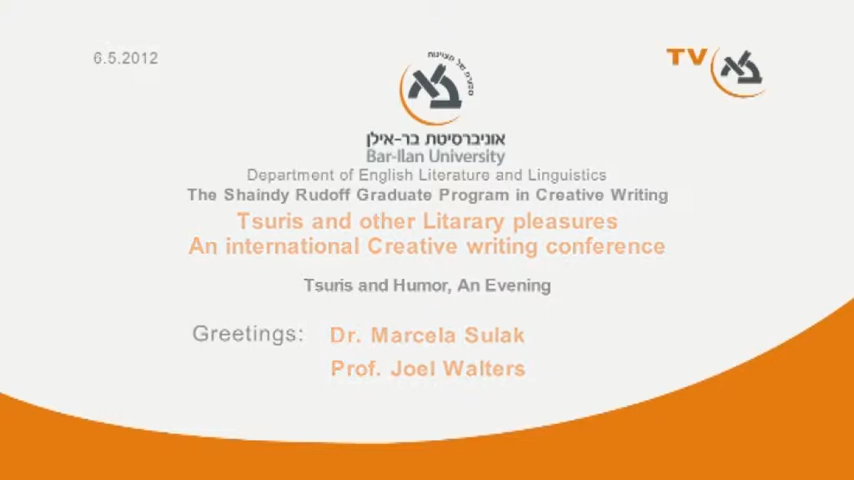 6.5.2012
TV
אוניברסיטת בר-אילן
Bar-Ilan University
Department of English Literature and Linguistics
The Shaindy Rudoff Graduate Program in Creative Writing
Tsuris and other Litarary pleasures
An international Creative writing conference
Tsuris and Humor, An Evening
Greetings: Dr. Marcela Sulak
Prof. Joel Walters